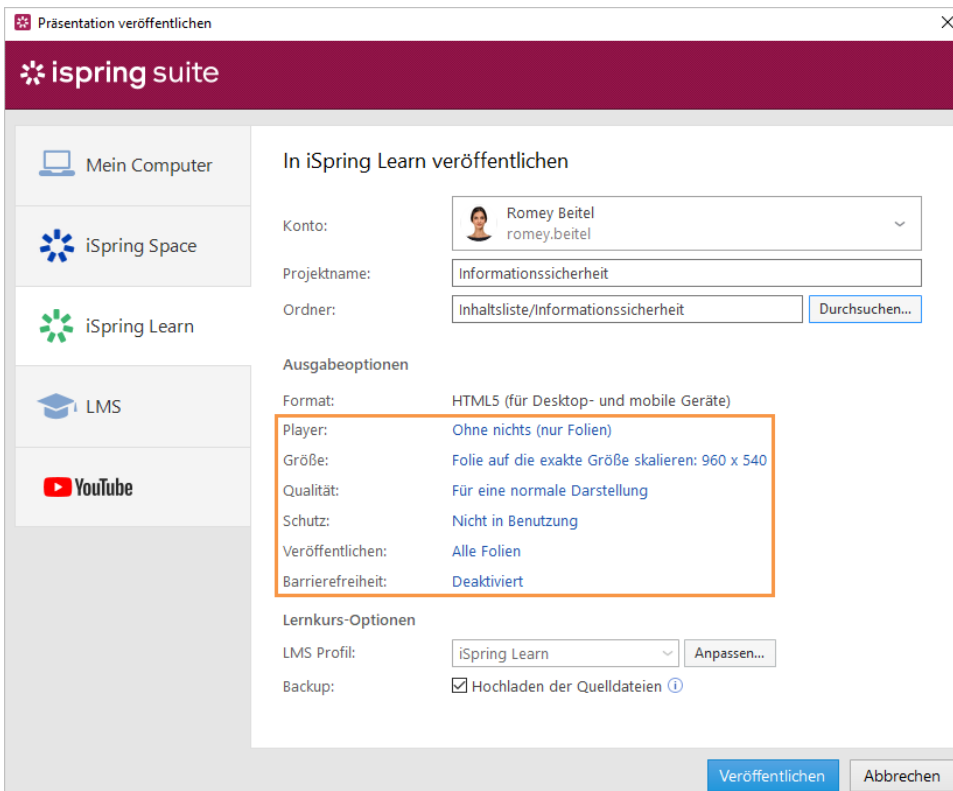 Präsentation veröffentlichen
ispring suite
Mein Computer
iSpring Space
iSpring Learn
LMS
YouTube
In iSpring Learn veröffentlichen
Konto:
Romey Beitel
romey.beitel
Projektname:
Informationssicherheit
Ordner:
Inhaltsliste/Informationssicherheit
Durchsuchen...
Ausgabeoptionen
Format:
HTML5 (für Desktop- und mobile Geräte)
Player:
Ohne nichts (nur Folien)
Größe:
Folie auf die exakte Größe skalieren: 960 x 540
Qualität:
Für eine normale Darstellung
Schutz:
Nicht in Benutzung
Veröffentlichen:
Alle Folien
Barrierefreiheit:
Deaktiviert
Lernkurs-Optionen
LMS Profil:
iSpring Learn
Anpassen...
Backup:
Hochladen der Quelldateien
Veröffentlichen
Abbrechen